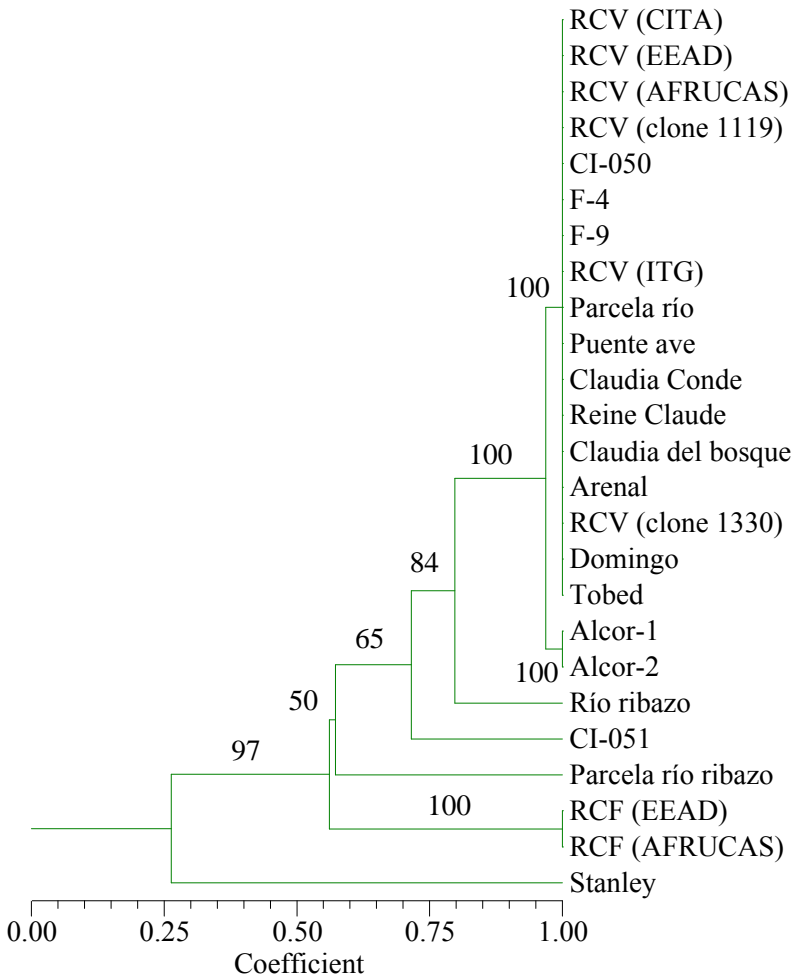 RCV (CITA)
RCV (EEAD)
RCV (AFRUCAS)
RCV (clone 1119)
CI-050
F-4
F-9
RCV (ITG)
100
Parcela río
Puente ave
Claudia Conde
Reine Claude
Claudia del bosque
100
Arenal
RCV (clone 1330)
Domingo
84
Tobed
Alcor-1
65
Alcor-2
100
Río ribazo
50
CI-051
97
Parcela río ribazo
100
RCF (EEAD)
RCF (AFRUCAS)
Stanley
0.00 0.25 0.50 0.75 1.00
Coefficient